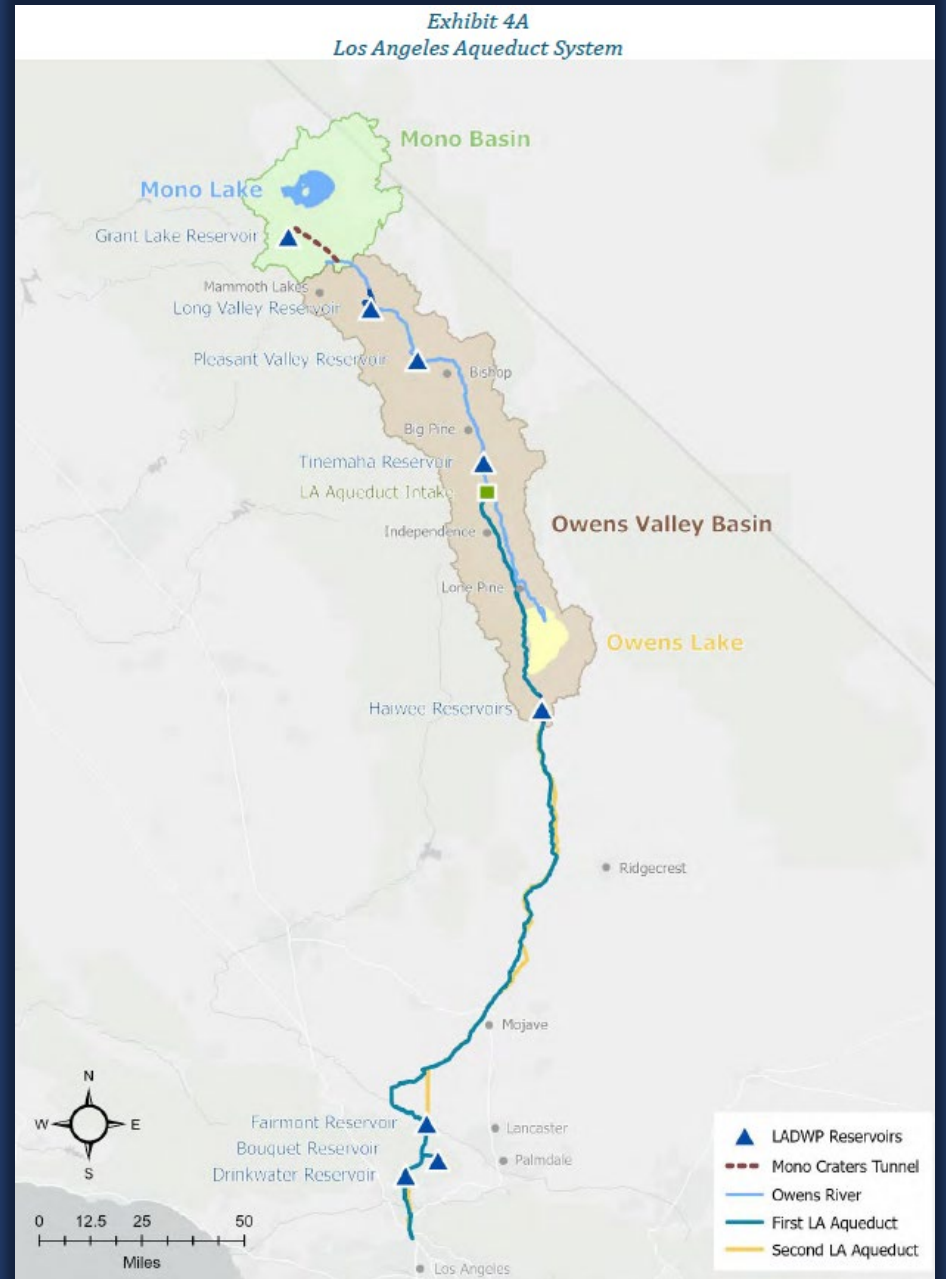 Exhibit 4A
Los Angeles Aqueduct System
Mono Basin
Mono Lake
Grant Lake Reservoir
Mammoth Lakes
Long Valley Reservoir
Pleasant Valley Reservoir
Bishop
Big Pine
Tinemaha Reservoir
LA Aqueduct Intake
Owens Valley Basin
Independence
Lone Pine
Owens Lake
Haiwee Reservoirs
Ridgecrest
Mojave
N
W
E
S
Fairmont Reservoir
Lancaster
Bouquet Reservoir
Palmdale
Drinkwater Reservoir
0 12.5 25 50
Miles
Los Angeles
LADWP Reservoirs
Mono Craters Tunnel
Owens River
First LA Aqueduct
Second LA Aqueduct